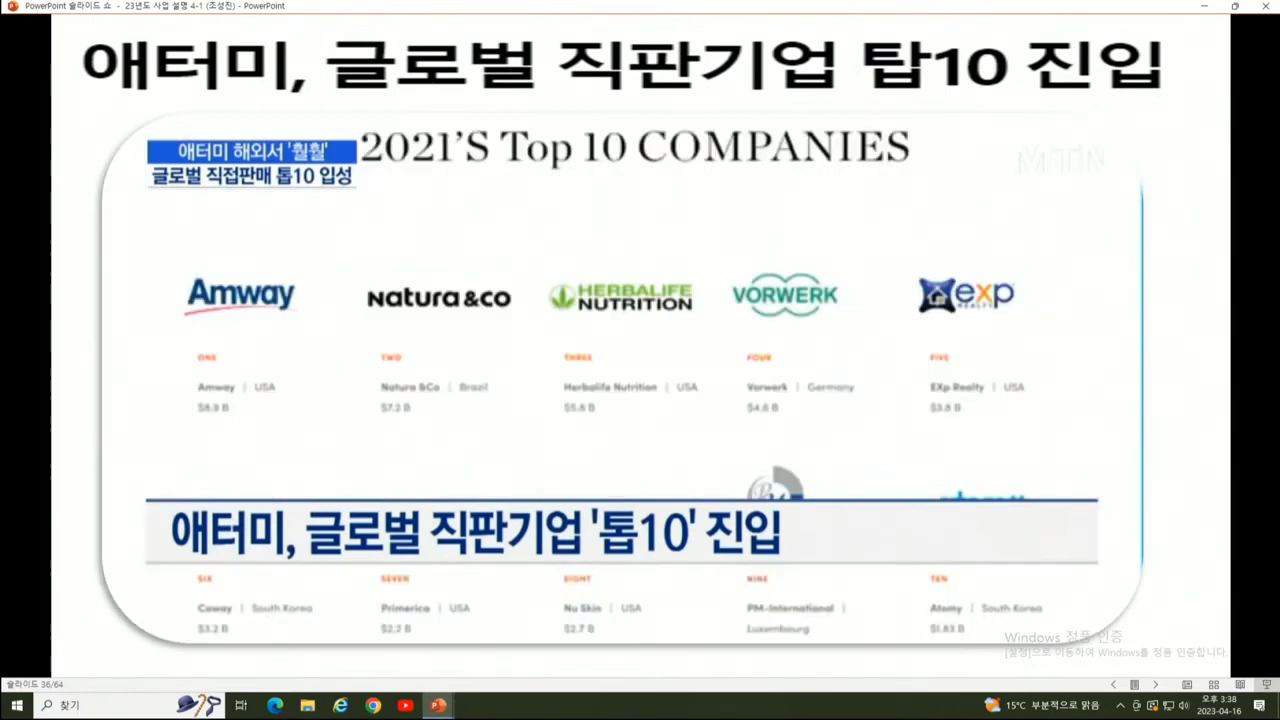 PowerPoint 슬라이드 쇼 - 23년도 사업 설명 4-1 (조성진) - PowerPoint
애터미, 글로벌 직판기업 탑10 진입
애터미 해외서 '훨훨'
글로벌 직접판매 톱10 입성
2021'S Top 10 COMPANIES
MTN
Amway
natura &co
HERBALIFE
NUTRITION
VORWERK
exp
REALTY
ONE
TWO
THREE
FOUR
FIVE
Amway | USA
Natura &Co | Brazil
Herbalife Nutrition | USA
Vorwerk | Germany
EXp Realty | USA
$8.9 B
$7.2 B
$5.8 B
$4.6 B
$3.8 B
애터미, 글로벌 직판기업 '톱10' 진입
SIX
SEVEN
EIGHT
NINE
TEN
Coway | South Korea
Primerica | USA
Nu Skin | USA
PM-International |
Luxembourg
Atomy | South Korea
$3.2 B
$2.2 B
$2.7 B
$1.83 B
Windows 정품 인증
[설정]으로 이동하여 Windows를 정품 인증합니다.
슬라이드 36/64
찾기
15°C 부분적으로 맑음
오후 3:38
2023-04-16